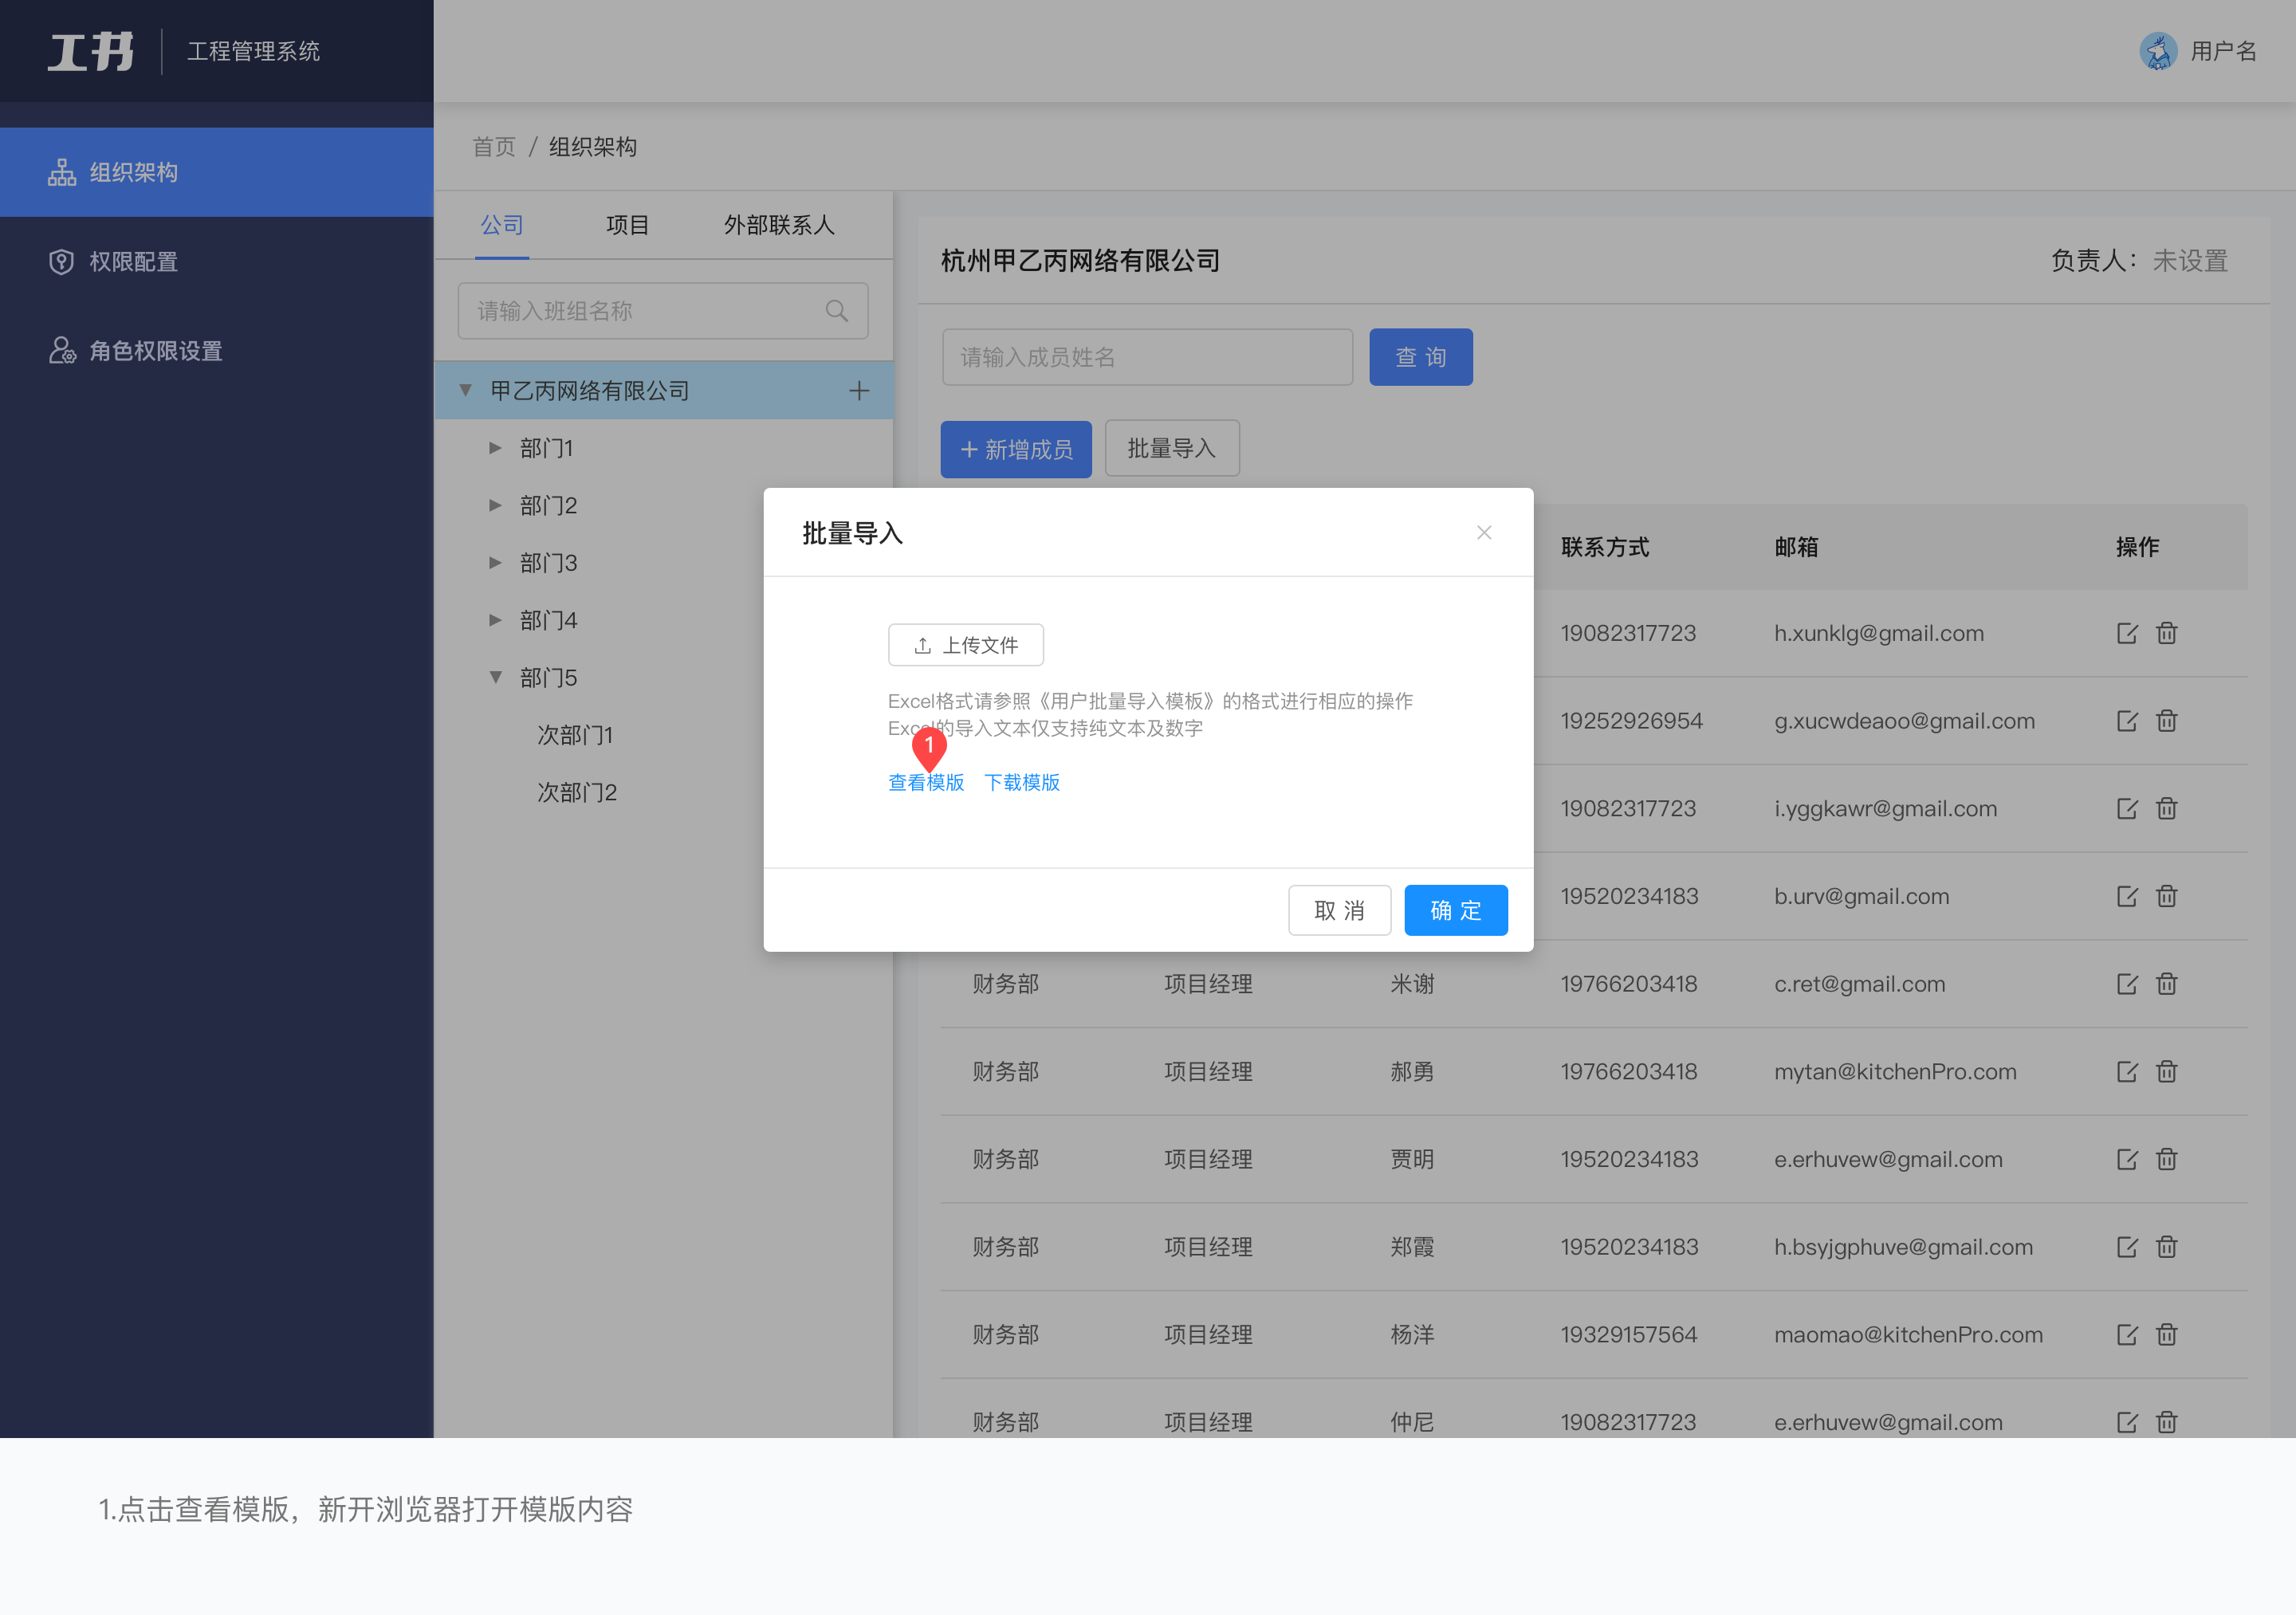 工书
工程管理系统
用户名
组织架构
权限配置
角色权限设置
首页 / 组织架构
公司 项目 外部联系人
请输入班组名称
甲乙丙网络有限公司
部门1
部门2
部门3
部门4
部门5
次部门1
次部门2
杭州甲乙丙网络有限公司
负责人： 未设置
请输入成员姓名
查 询
新增成员
批量导入
联系方式 邮箱 操作
19082317723 h.xunklg@gmail.com
19252926954 g.xucwdeaoo@gmail.com
19082317723 i.yggkawr@gmail.com
19520234183 b.urv@gmail.com
财务部 项目经理 米谢 19766203418 c.ret@gmail.com
财务部 项目经理 郝勇 19766203418 mytan@kitchenPro.com
财务部 项目经理 贾明 19520234183 e.erhuvew@gmail.com
财务部 项目经理 郑霞 19520234183 h.bsyjgphuve@gmail.com
财务部 项目经理 杨洋 19329157564 maomao@kitchenPro.com
财务部 项目经理 仲尼 19082317723 e.erhuvew@gmail.com
批量导入
上传文件
Excel格式请参照《用户批量导入模板》的格式进行相应的操作
Excel的导入文本仅支持纯文本及数字
1
查看模版 下载模版
取 消
确 定
1.点击查看模版，新开浏览器打开模版内容